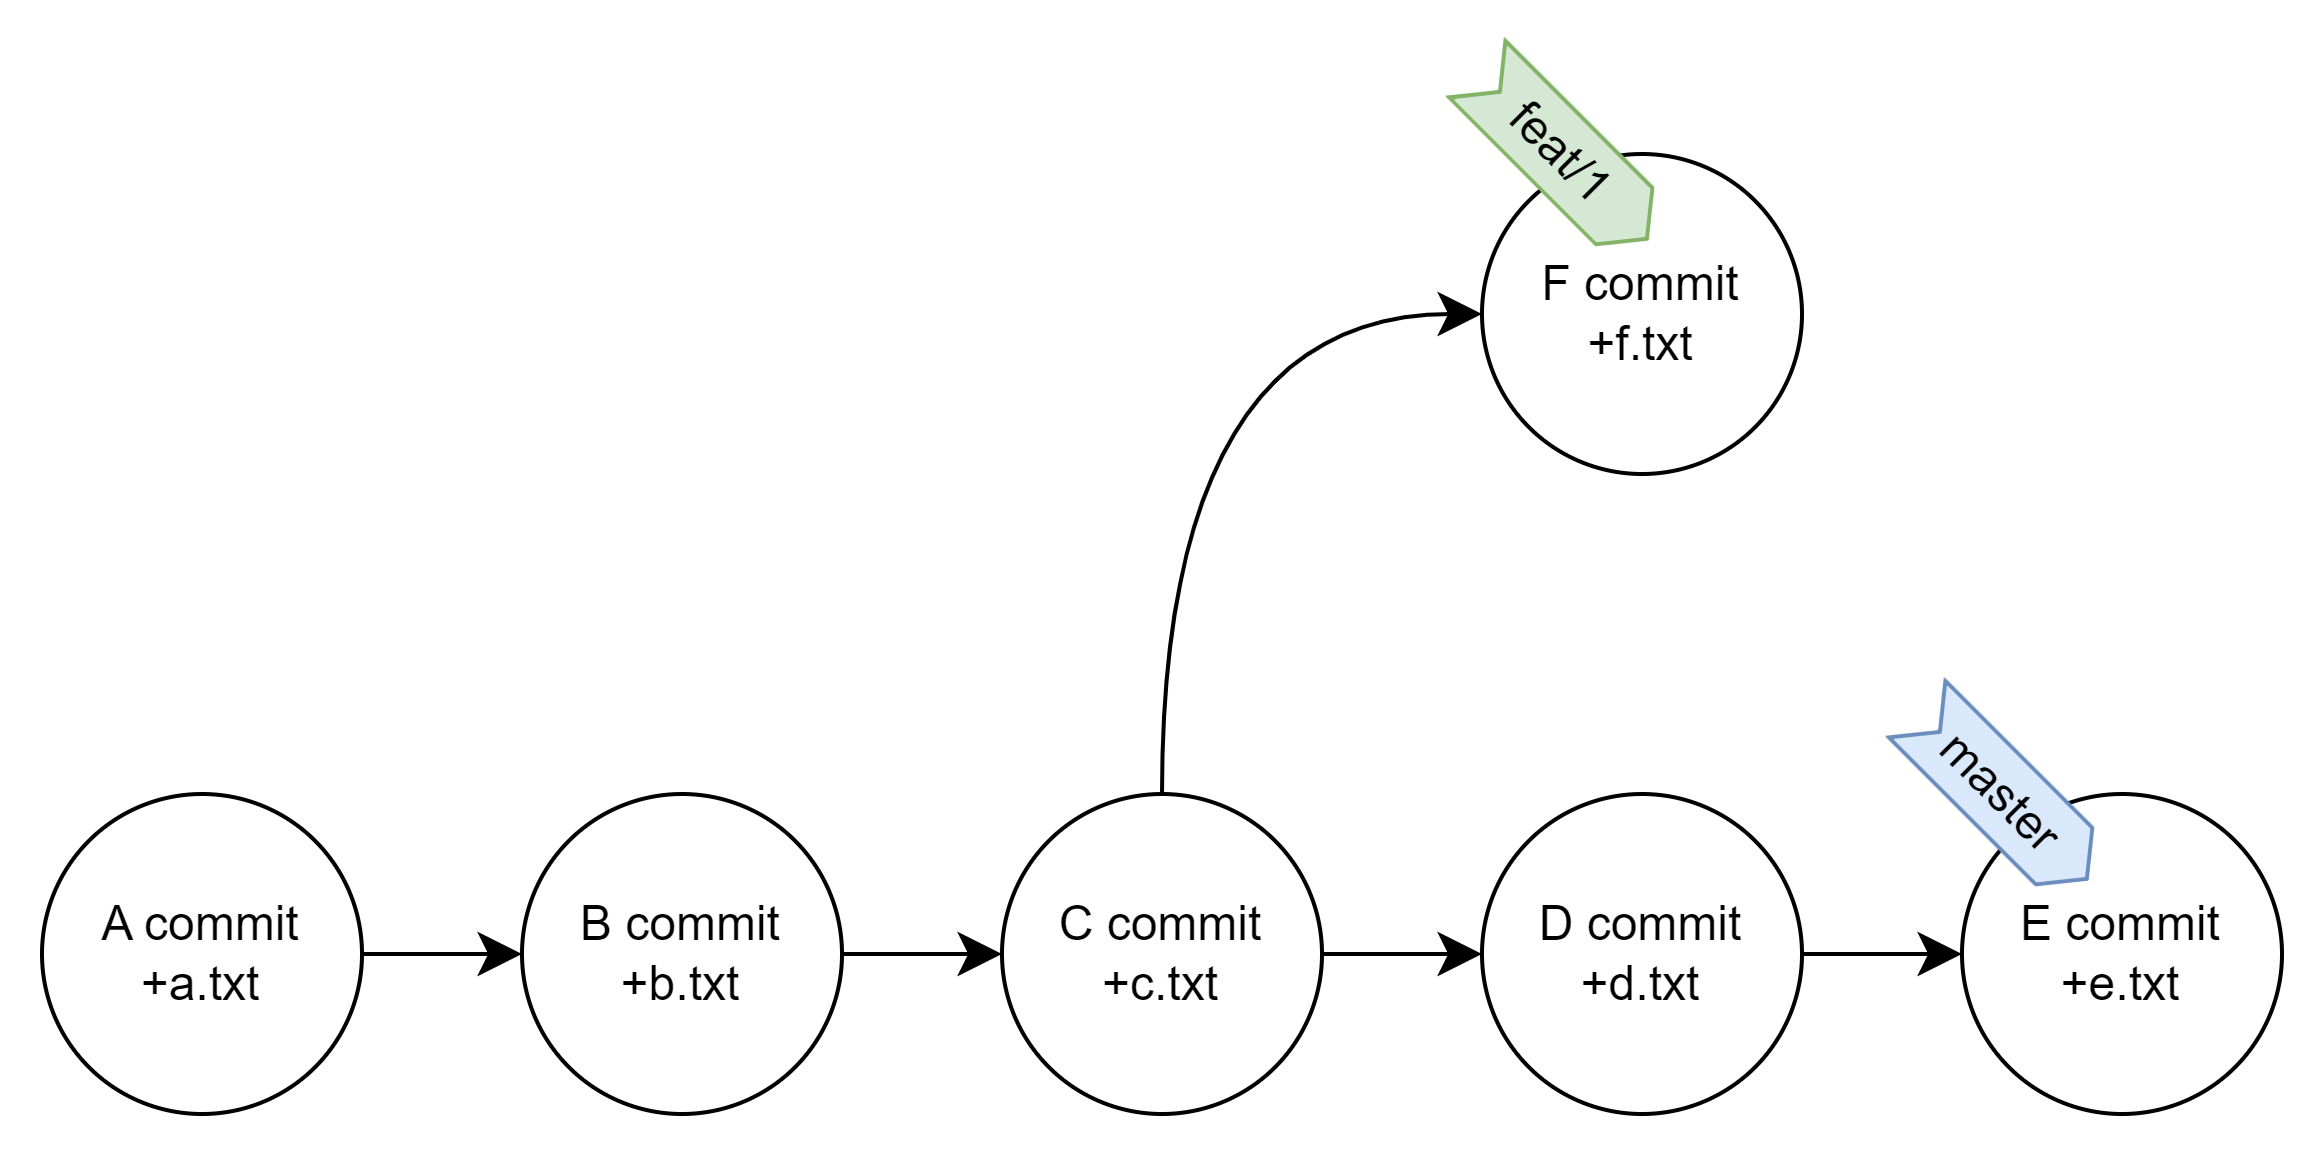 feat/1
F commit
+f.txt
master
A commit
+a.txt
B commit
+b.txt
C commit
+c.txt
D commit
+d.txt
E commit
+e.txt